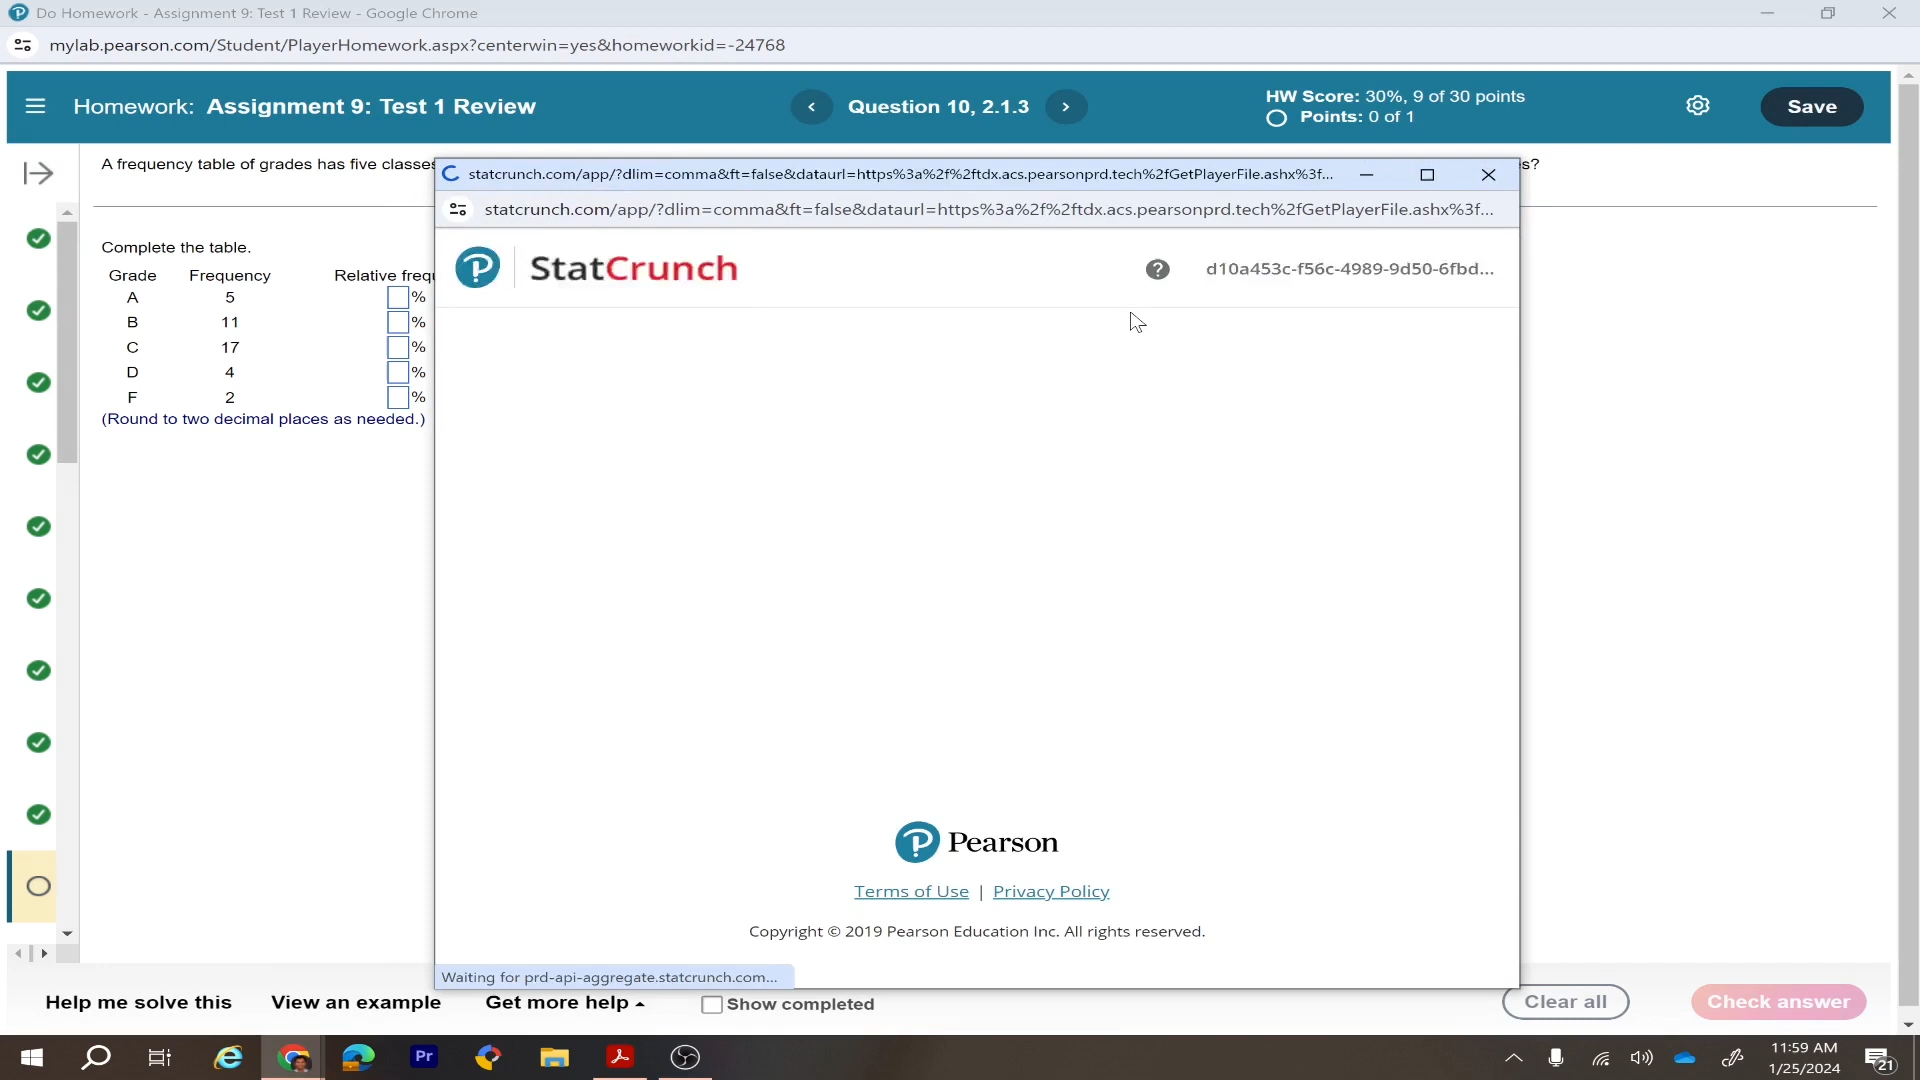 Do Homework - Assignment 9: Test 1 Review - Google Chrome
mylab.pearson.com/Student/PlayerHomework.aspx?centerwin=yes&homeworkid=-24768
Homework: Assignment 9: Test 1 Review
Question 10, 2.1.3
HW Score: 30%, 9 of 30 points
Points: 0 of 1
Save
A frequency table of grades has five classes
s?
statcrunch.com/app/?dlim=comma&ft=false&dataurl=https%3a%2f%2ftdx.acs.pearsonprd.tech%2fGetPlayerFile.ashx%3f...
statcrunch.com/app/?dlim=comma&ft=false&dataurl=https%3a%2f%2ftdx.acs.pearsonprd.tech%2fGetPlayerFile.ashx%3f...
StatCrunch
d10a453c-f56c-4989-9d50-6fbd...
Complete the table.
Grade Frequency Relative frequ
A 5 %
B 11 %
C 17 %
D 4 %
F 2 %
(Round to two decimal places as needed.)
Pearson
Terms of Use | Privacy Policy
Copyright © 2019 Pearson Education Inc. All rights reserved.
Waiting for prd-api-aggregate.statcrunch.com...
Help me solve this View an example Get more help Show completed
Clear all
Check answer
Pr
11:59 AM
1/25/2024
21